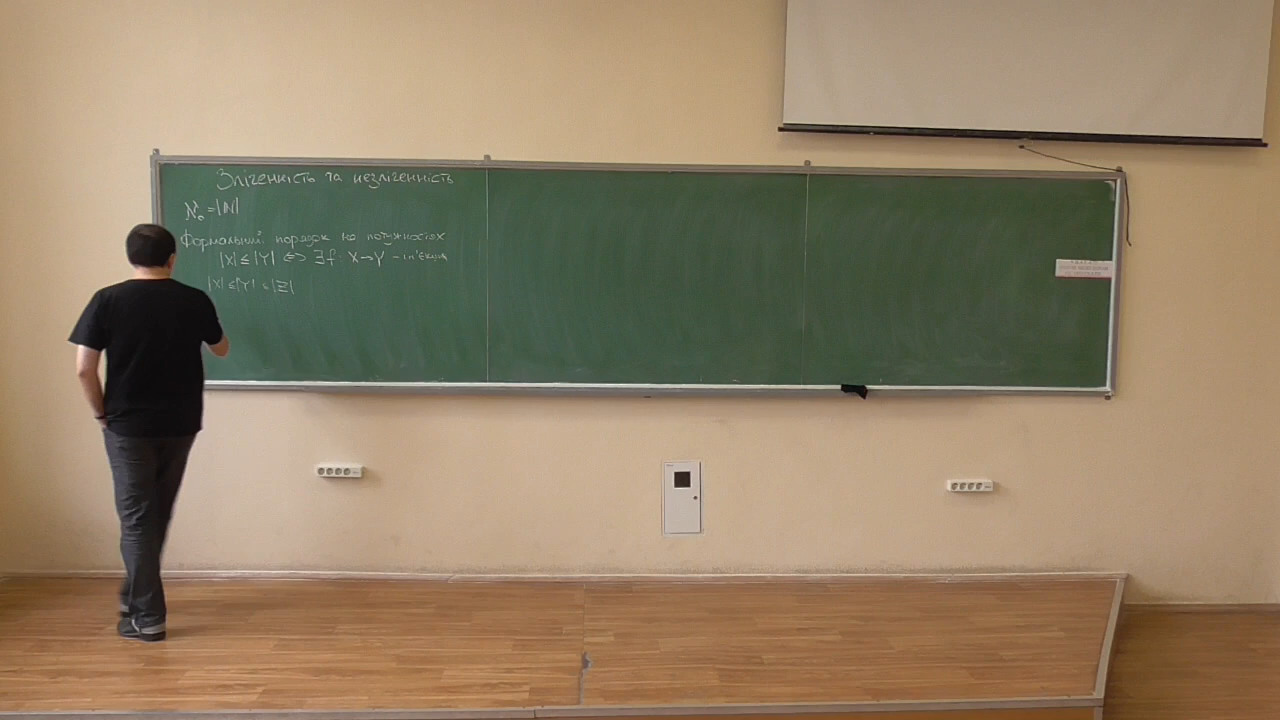 Зліченність та незліченність
ℵ₀ = |ℕ|
Формальний порядок на потужностях
|X| ≤ |Y| ⇔ ∃f: X→Y – ін'єкція
|X| ≤ |Y| ≤ |Z|